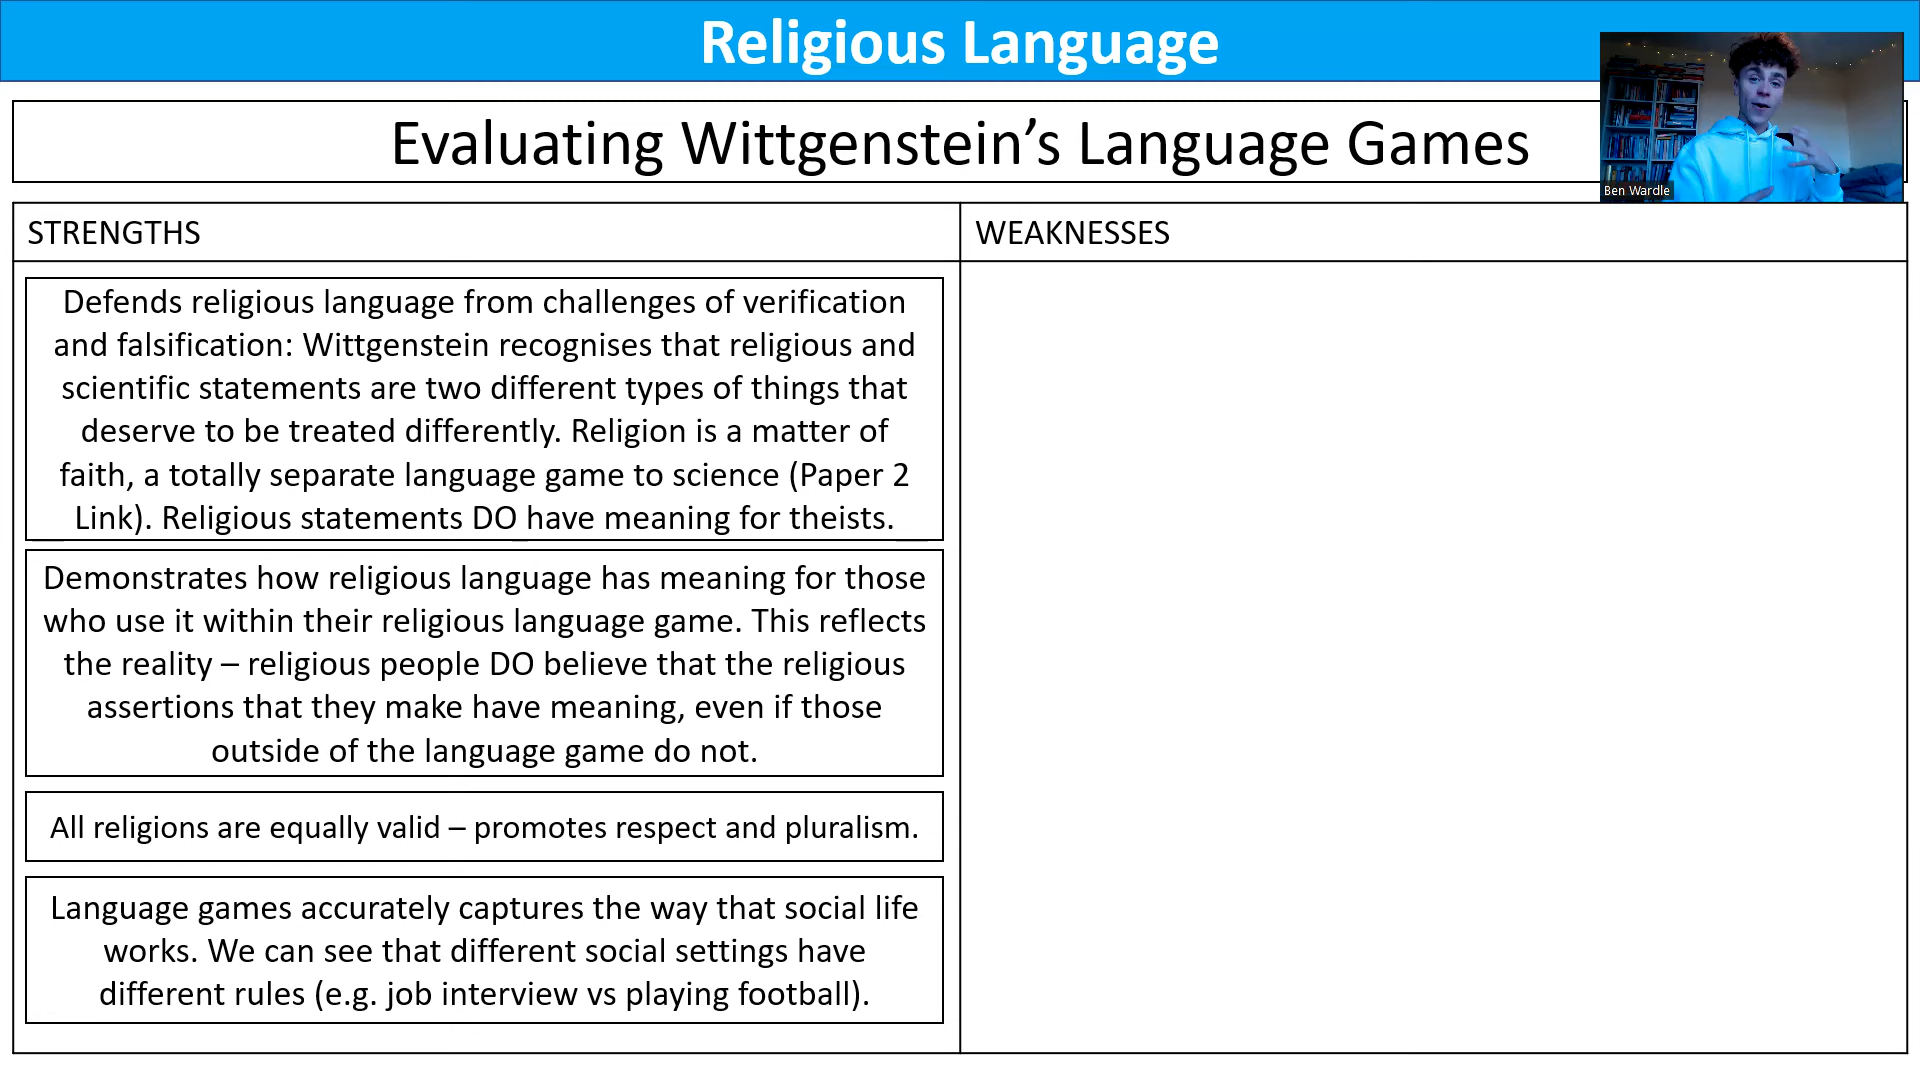 Religious Language
Evaluating Wittgenstein’s Language Games
Ben Wardle
STRENGTHS
WEAKNESSES
Defends religious language from challenges of verification
and falsification: Wittgenstein recognises that religious and
scientific statements are two different types of things that
deserve to be treated differently. Religion is a matter of
faith, a totally separate language game to science (Paper 2
Link). Religious statements DO have meaning for theists.
Demonstrates how religious language has meaning for those
who use it within their religious language game. This reflects
the reality – religious people DO believe that the religious
assertions that they make have meaning, even if those
outside of the language game do not.
All religions are equally valid – promotes respect and pluralism.
Language games accurately captures the way that social life
works. We can see that different social settings have
different rules (e.g. job interview vs playing football).